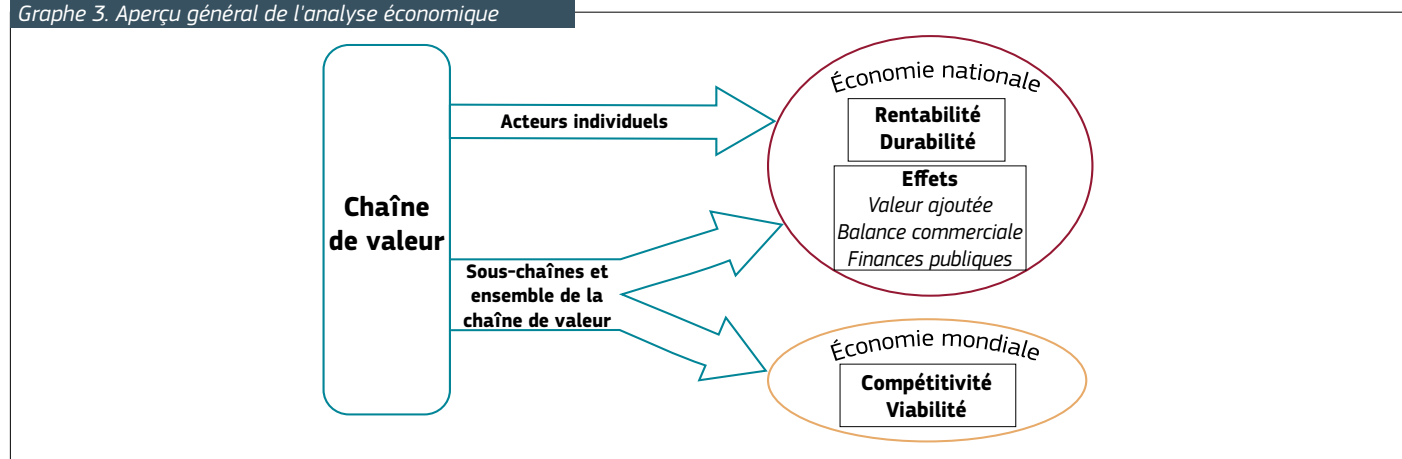 Graphe 3. Aperçu général de l'analyse économique
Chaîne
de valeur
Acteurs individuels
Sous-chaînes et
ensemble de la
chaîne de valeur
Économie nationale
Rentabilité
Durabilité
Effets
Valeur ajoutée
Balance commerciale
Finances publiques
Économie mondiale
Compétitivité
Viabilité